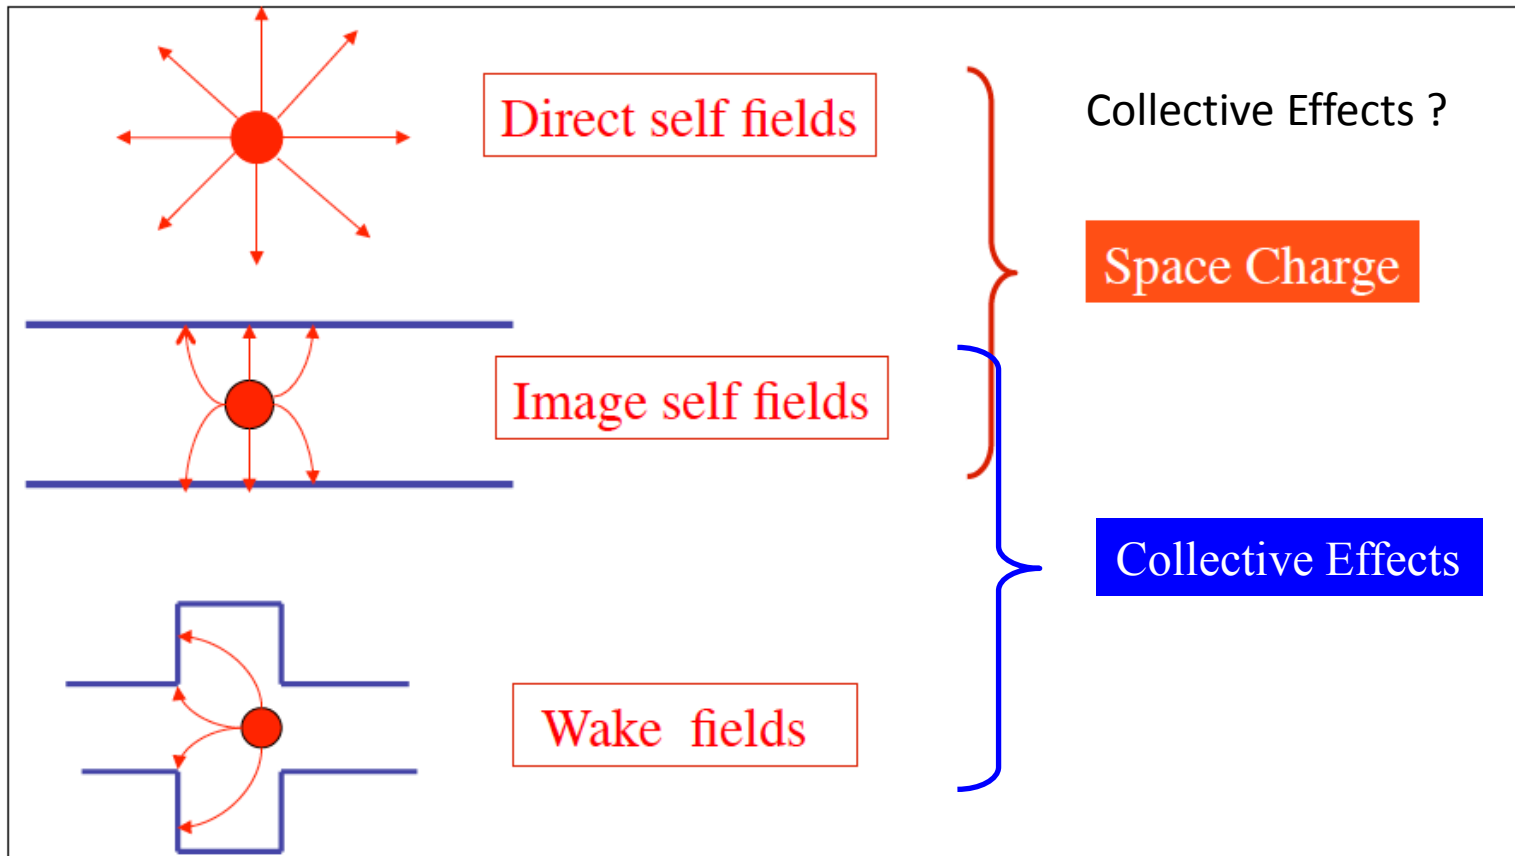 Direct self fields
Collective Effects ?
Space Charge
Image self fields
Collective Effects
Wake fields